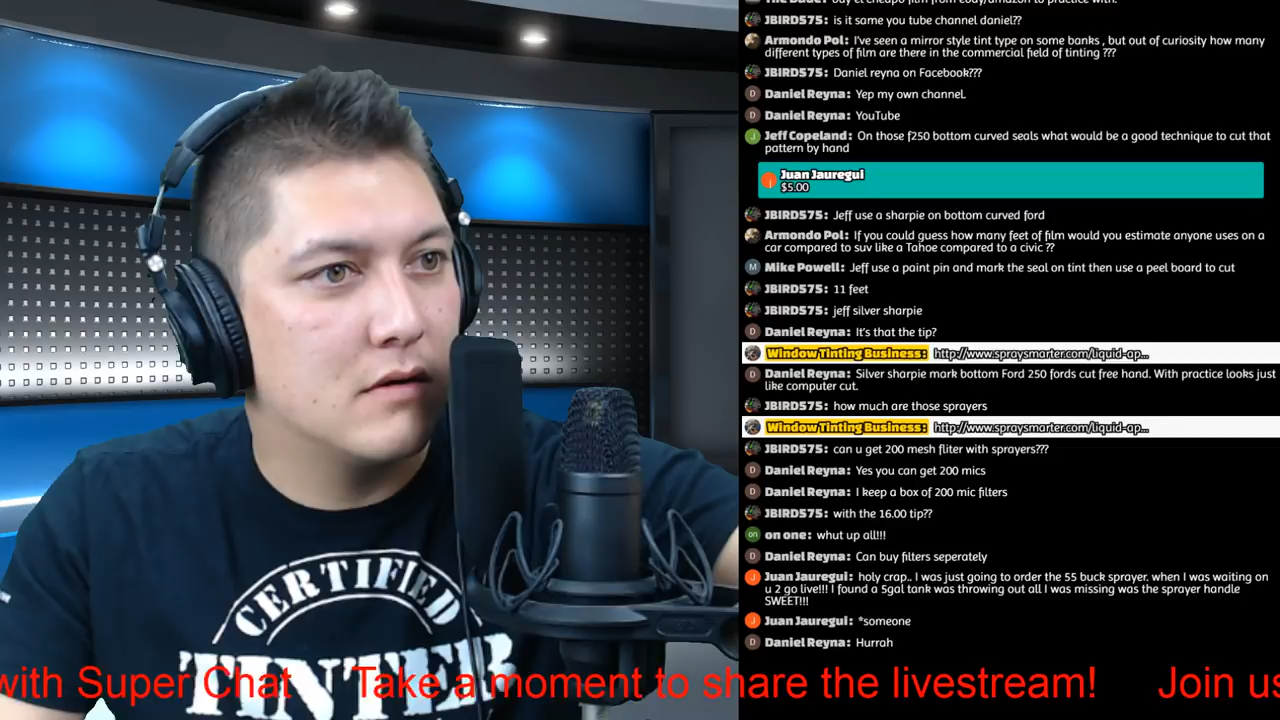 JBIRD575: is it same you tube channel daniel??
Armondo Pol: I've seen a mirror style tint type on some banks , but out of curiosity how many
different types of film are there in the commercial field of tinting ???
JBIRD575: Daniel reyna on Facebook???
Daniel Reyna: Yep my own channel.
Daniel Reyna: YouTube
Jeff Copeland: On those f250 bottom curved seals what would be a good technique to cut that
pattern by hand
Juan Jauregui
$5.00
JBIRD575: Jeff use a sharpie on bottom curved ford
Armondo Pol: If you could guess how many feet of film would you estimate anyone uses on a
car compared to suv like a Tahoe compared to a civic ??
Mike Powell: Jeff use a paint pin and mark the seal on tint then use a peel board to cut
JBIRD575: 11 feet
JBIRD575: jeff silver sharpie
Daniel Reyna: It's that the tip?
Window Tinting Business: http://www.spraysmarter.com/liquid-ap...
Daniel Reyna: Silver sharpie mark bottom Ford 250 fords cut free hand. With practice looks just
like computer cut.
JBIRD575: how much are those sprayers
Window Tinting Business: http://www.spraysmarter.com/liquid-ap...
JBIRD575: can u get 200 mesh fliter with sprayers???
Daniel Reyna: Yes you can get 200 mics
Daniel Reyna: I keep a box of 200 mic filters
JBIRD575: with the 16.00 tip??
on one: whut up all!!!
Daniel Reyna: Can buy filters seperately
Juan Jauregui: holy crap.. I was just going to order the 55 buck sprayer. when I was waiting on
u 2 go live!!! I found a 5gal tank was throwing out all I was missing was the sprayer handle
SWEET!!!
Juan Jauregui: *someone
Daniel Reyna: Hurrah
CERTIFIED
TINTER
with Super Chat Take a moment to share the livestream! Join us